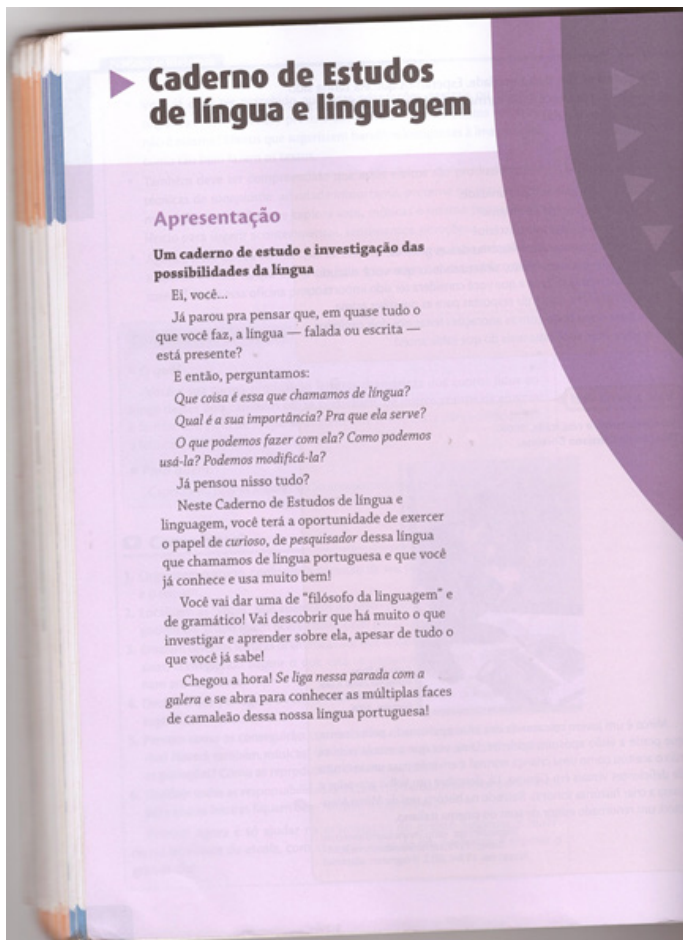 Caderno de Estudos
de língua e linguagem
Apresentação
Um caderno de estudo e investigação das
possibilidades da língua
Ei, você...
Já parou pra pensar que, em quase tudo o
que você faz, a língua — falada ou escrita —
está presente?
E então, perguntamos:
Que coisa é essa que chamamos de língua?
Qual é a sua importância? Pra que ela serve?
O que podemos fazer com ela? Como podemos
usá-la? Podemos modificá-la?
Já pensou nisso tudo?
Neste Caderno de Estudos de língua e
linguagem, você terá a oportunidade de exercer
o papel de curioso, de pesquisador dessa língua
que chamamos de língua portuguesa e que você
já conhece e usa muito bem!
Você vai dar uma de "filósofo da linguagem" e
de gramático! Vai descobrir que há muito o que
investigar e aprender sobre ela, apesar de tudo o
que você já sabe!
Chegou a hora! Se liga nessa parada com a
galera e se abra para conhecer as múltiplas faces
de camaleão dessa nossa língua portuguesa!